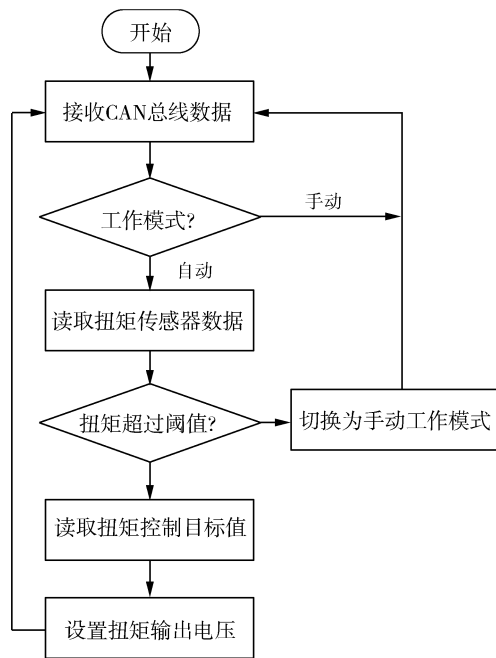 开始
接收CAN总线数据
工作模式?
手动
自动
读取扭矩传感器数据
扭矩超过阈值?
切换为手动工作模式
读取扭矩控制目标值
设置扭矩输出电压